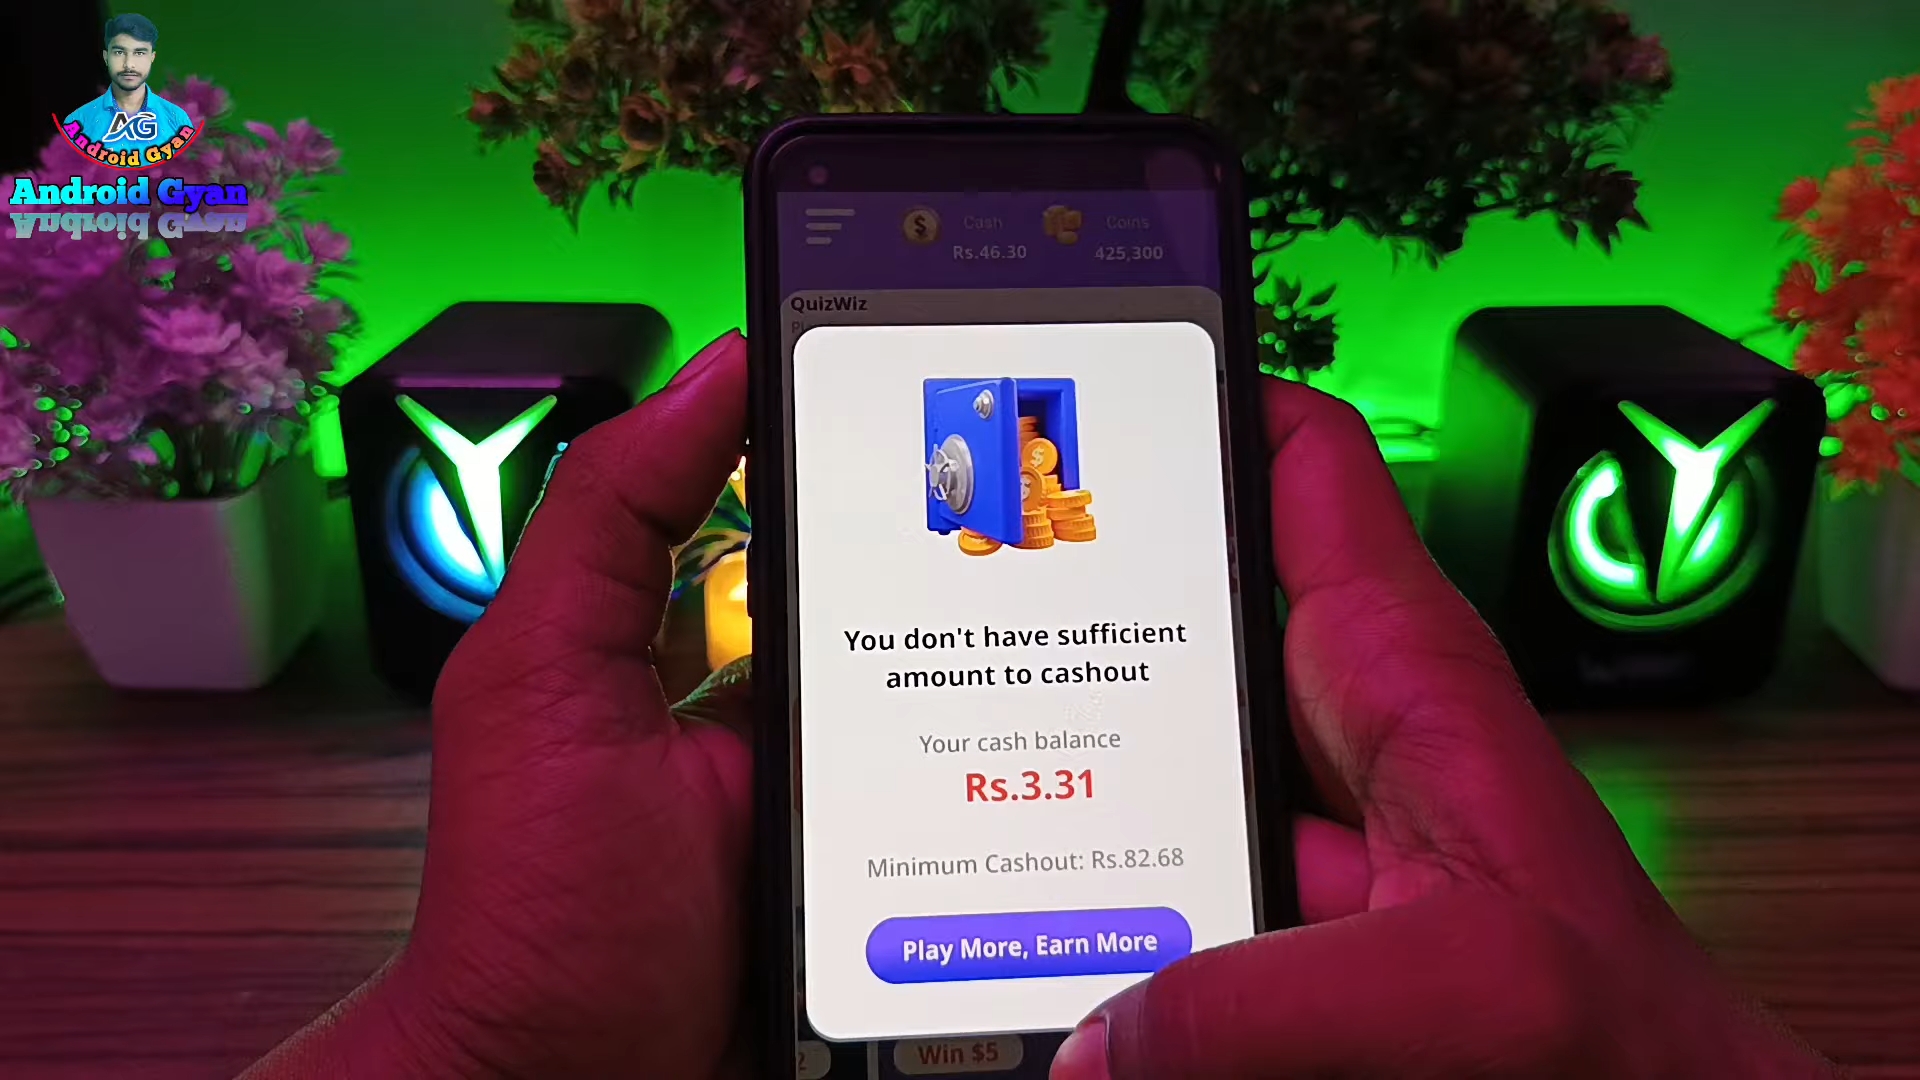 AG
Android Gyan
Android Gyan
Cash
Rs.46.30
Coins
425,300
QuizWiz
You don't have sufficient
amount to cashout
Your cash balance
Rs.3.31
Minimum Cashout: Rs.82.68
Play More, Earn More
Win $5